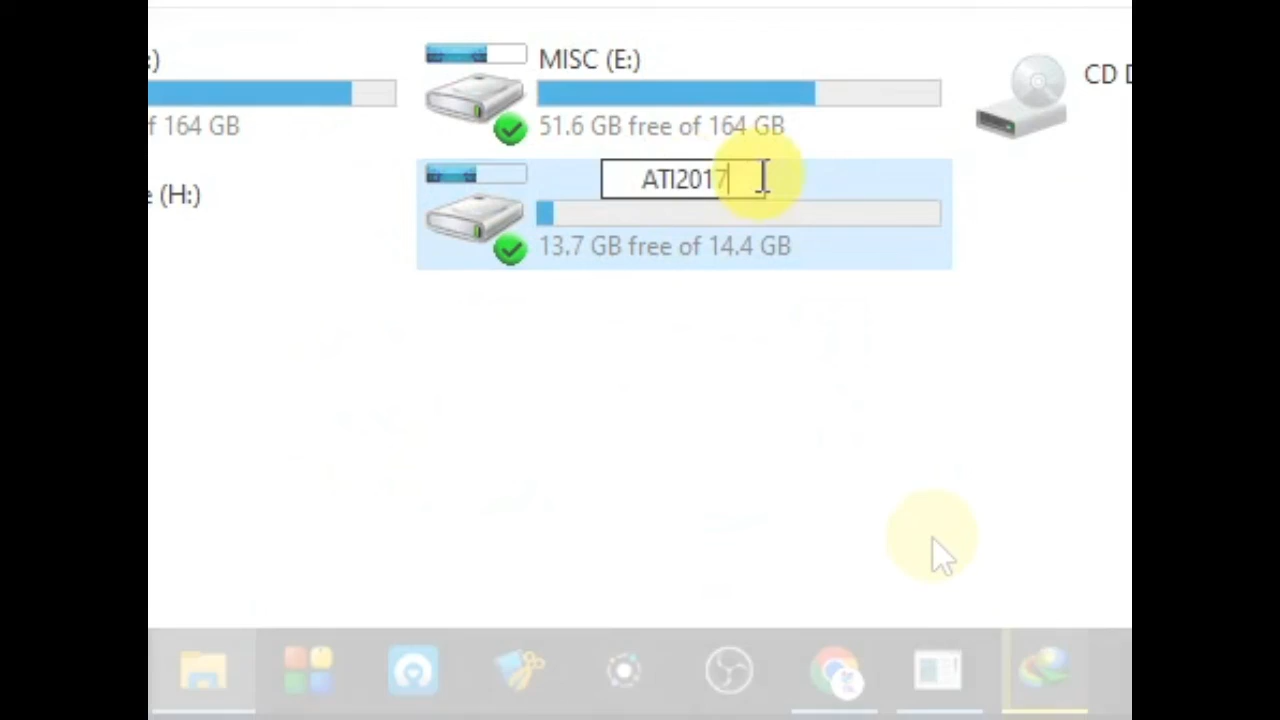 :)
MISC (E:)
CD D
f 164 GB
51.6 GB free of 164 GB
ATI2017
e (H:)
13.7 GB free of 14.4 GB